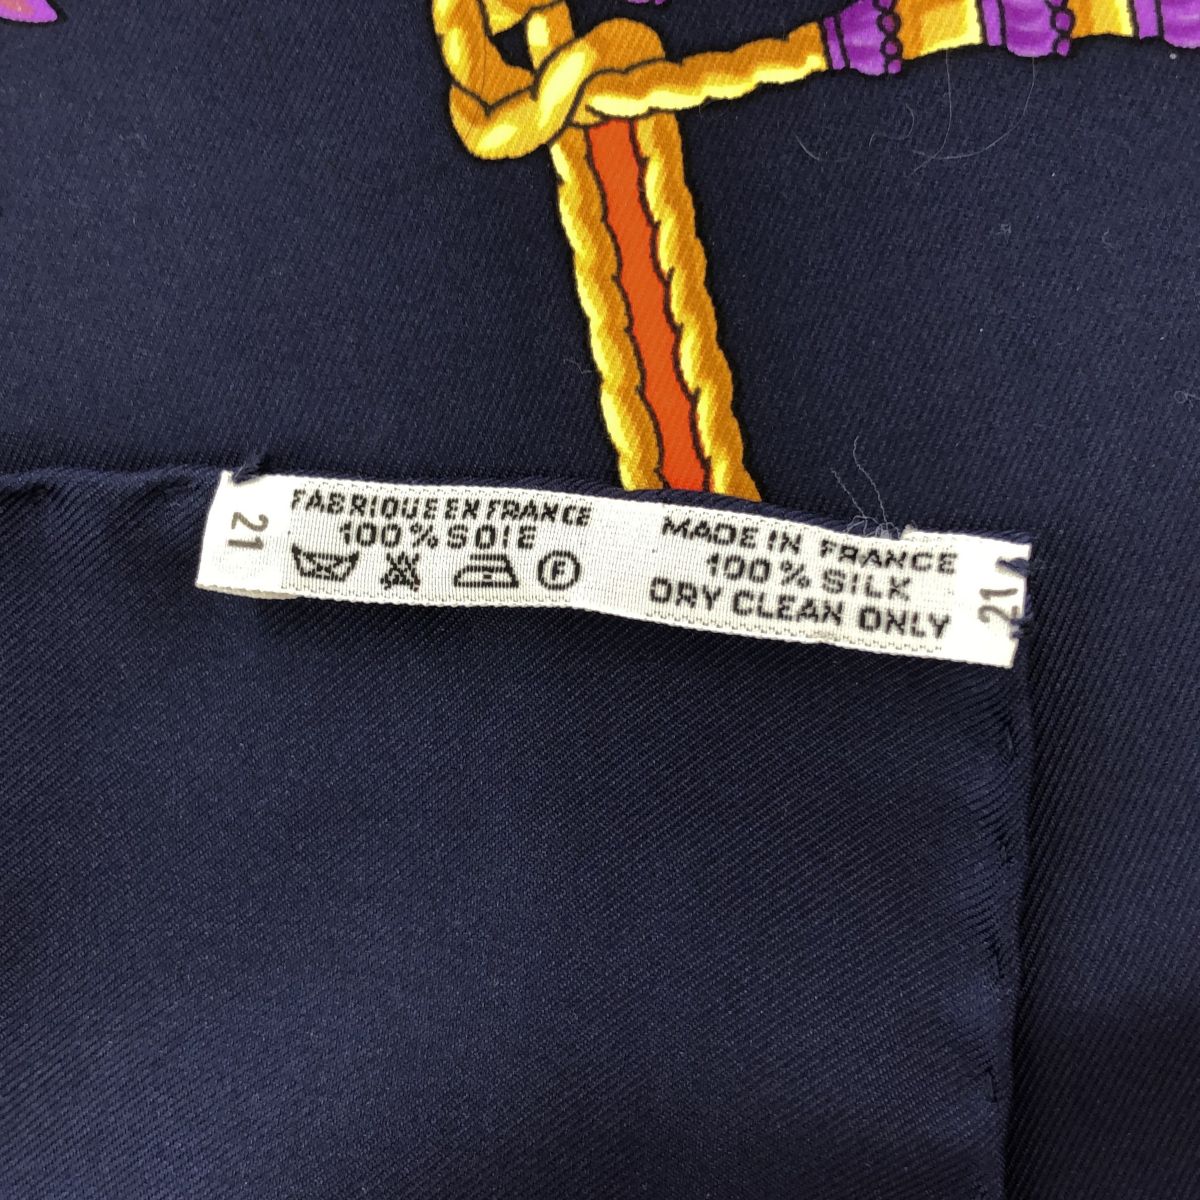 21
FABRIQUE EN FRANCE
100% SOIE
F
MADE IN FRANCE
100% SILK
DRY CLEAN ONLY
21